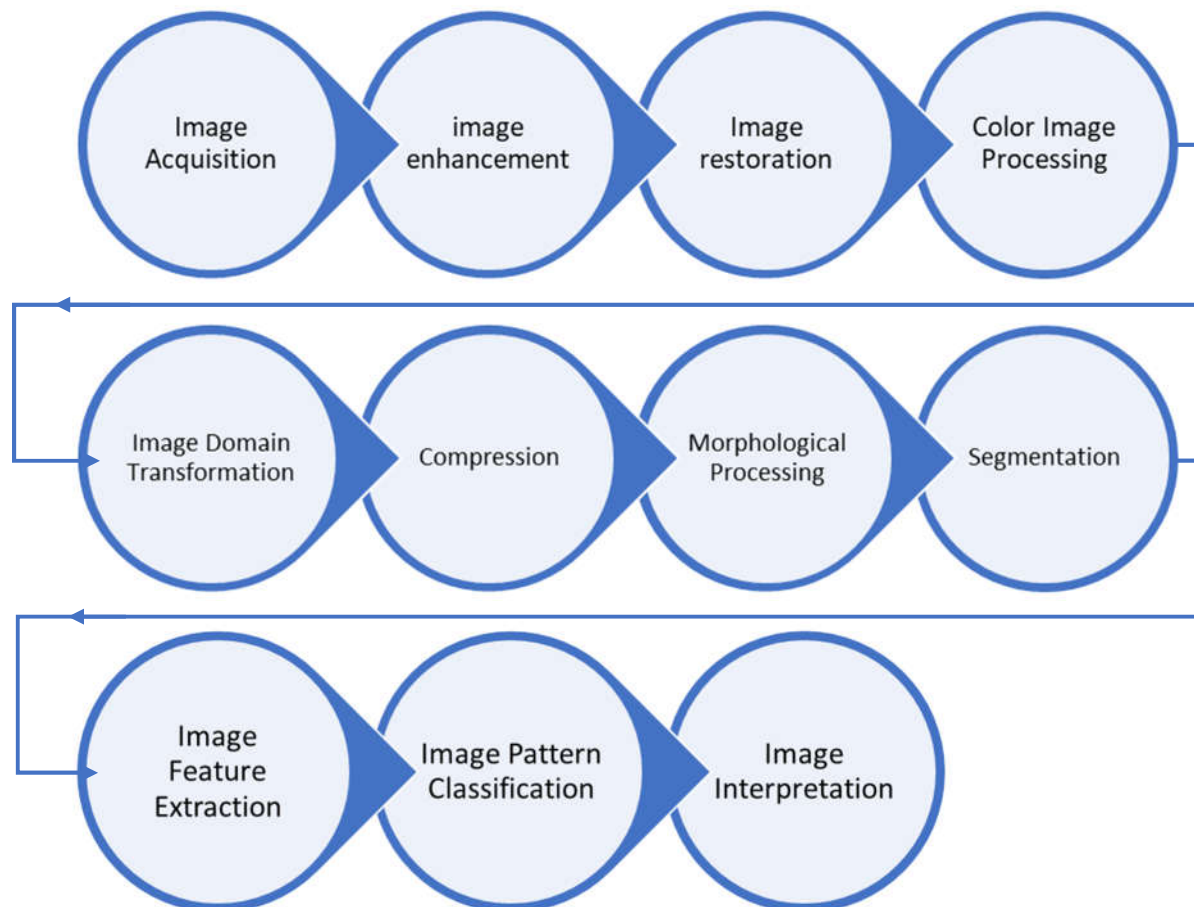 Image
Acquisition
image
enhancement
Image
restoration
Color Image
Processing
Image Domain
Transformation
Compression
Morphological
Processing
Segmentation
Image
Feature
Extraction
Image Pattern
Classification
Image
Interpretation